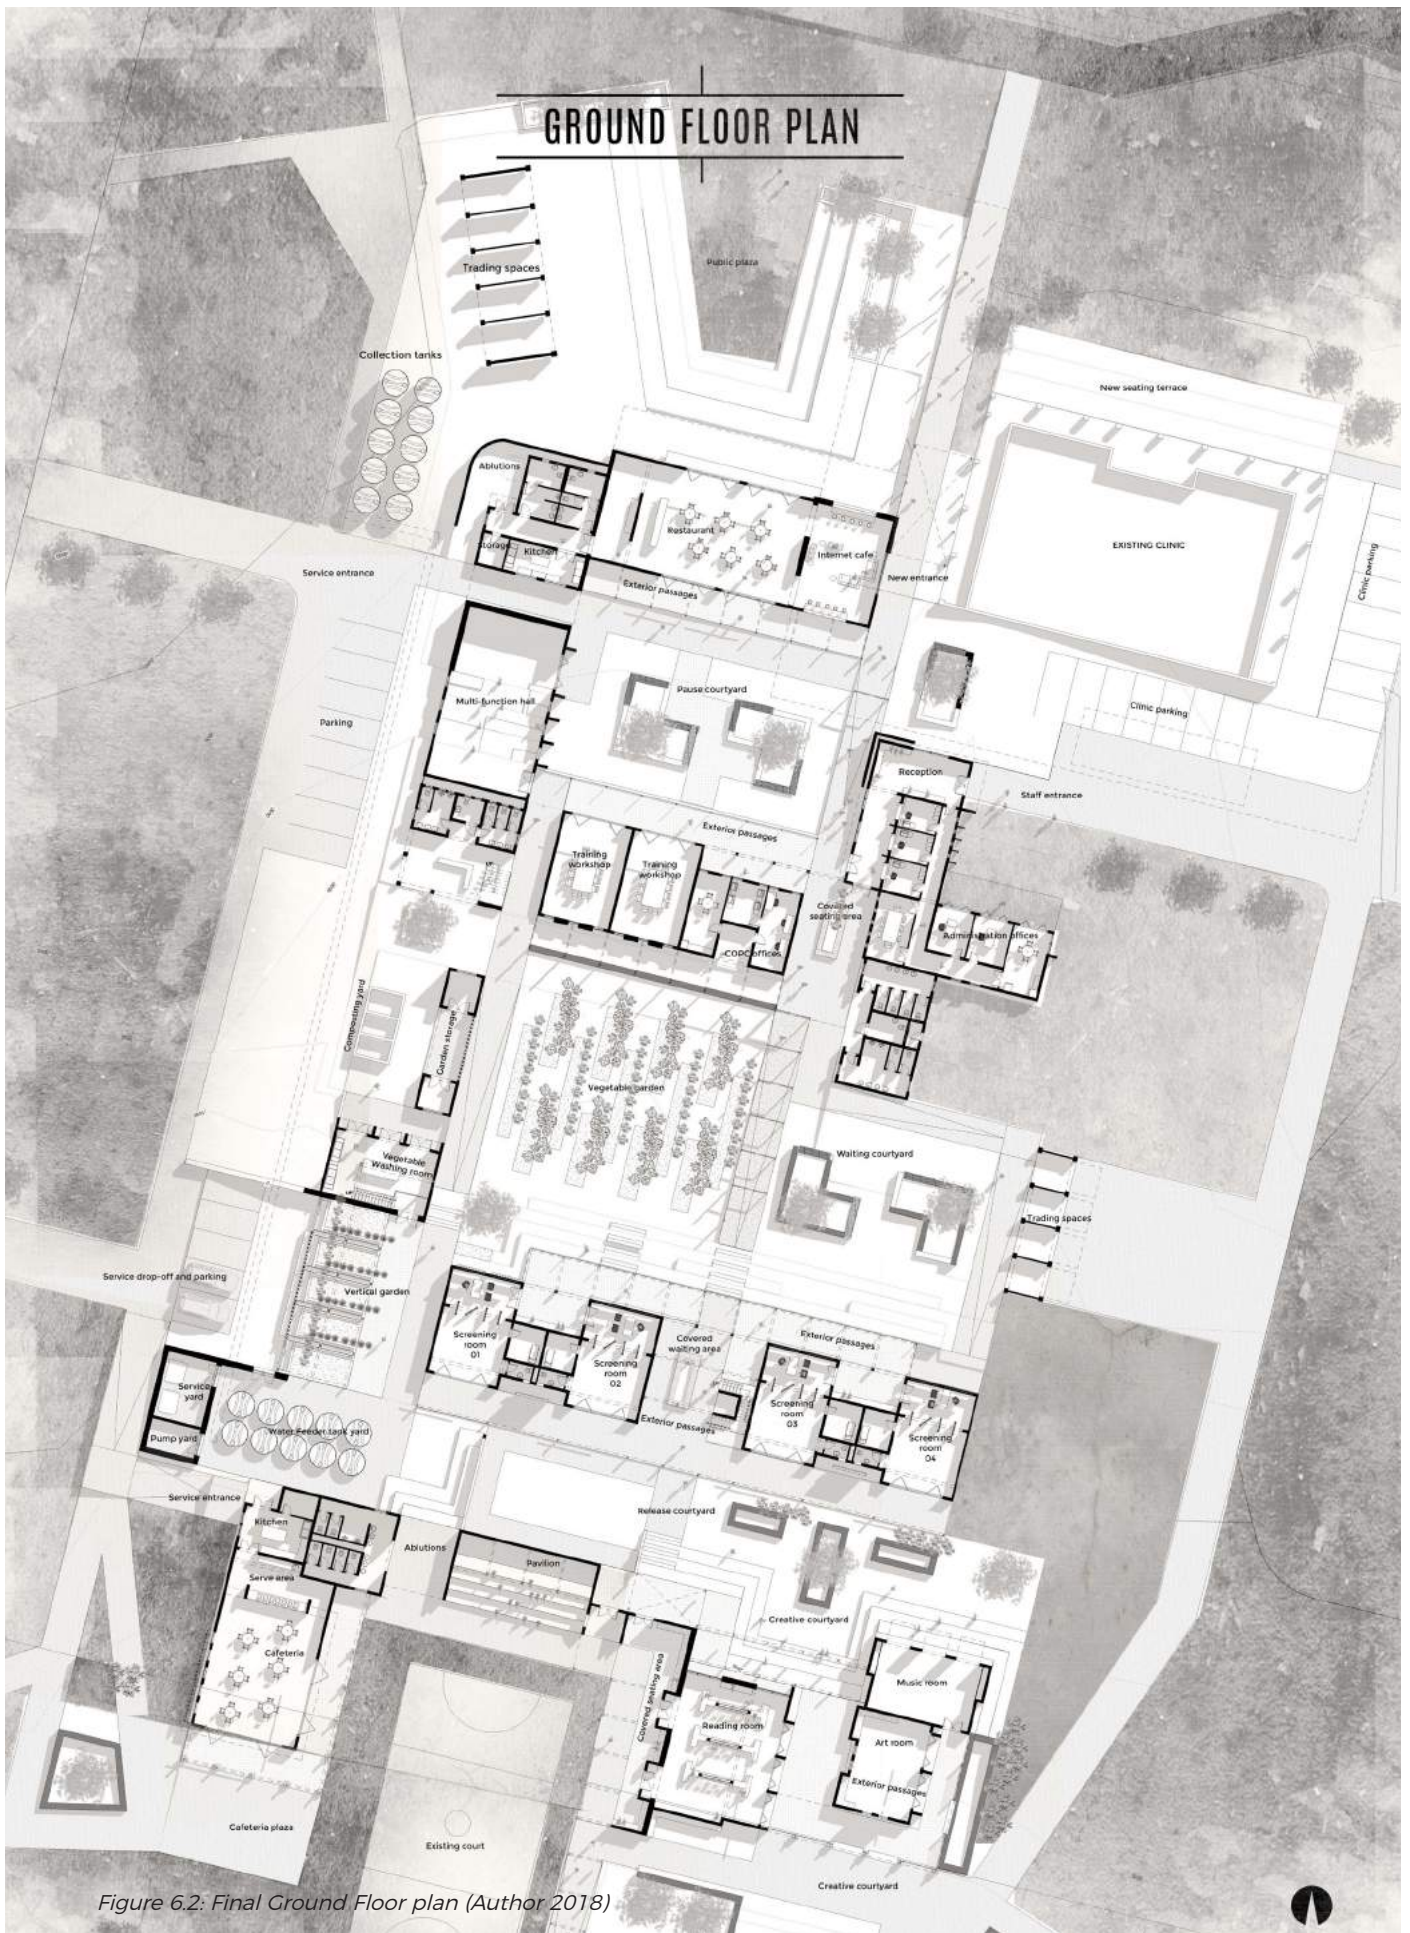 GROUND FLOOR PLAN
Public plaza
Trading spaces
Collection tanks
New seating terrace
Ablutions
Restaurant
EXISTING CLINIC
Storage
Kitchen
Internet cafe
Clinic parking
Service entrance
New entrance
Exterior passages
Pause courtyard
Multi-function hall
Clinic parking
Parking
Reception
Staff entrance
Exterior passages
Training
workshop
Training
workshop
Covered
seating area
Administration offices
COPC offices
Composting yard
Garden storage
Vegetable garden
Waiting courtyard
Vegetable
Washing room
Trading spaces
Service drop-off and parking
Vertical garden
Screening
room
01
Screening
room
02
Covered
waiting area
Exterior passages
Service
yard
Screening
room
03
Exterior passages
Water Feeder tank yard
Pump yard
Screening
room
04
Service entrance
Release courtyard
Kitchen
Ablutions
Pavilion
Serve area
Creative courtyard
Cafeteria
Covered seating area
Music room
Reading room
Art room
Exterior passages
Cafeteria plaza
Existing court
Creative courtyard
Figure 6.2: Final Ground Floor plan (Author 2018)